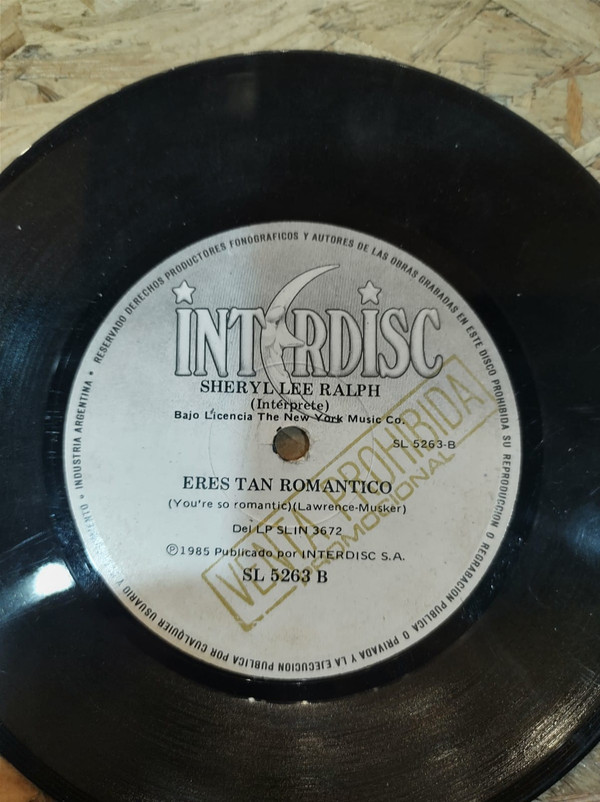 INTERDISC
SHERYL LEE RALPH
(Intérprete)
Bajo Licencia The New York Music Co.
SL 5263-B
ERES TAN ROMANTICO
(You're so romantic)(Lawrence-Musker)
Del LP SLIN 3672
Ⓟ1985 Publicado por INTERDISC S.A.
SL 5263 B
VENTA PROHIBIDA
PROMOCIONAL
• INDUSTRIA ARGENTINA • RESERVADO DERECHOS PRODUCTORES FONOGRAFICOS Y AUTORES DE LAS OBRAS GRABADAS EN ESTE DISCO PROHIBIDA SU REPRODUCCION O REGRABACION PUBLICA O PRIVADA Y LA EJECUCION PUBLICA POR CUALQUIER USUARIO Y